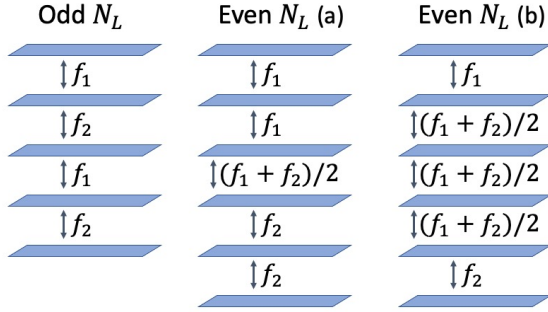 Odd N_L
f_1
f_2
f_1
f_2
Even N_L (a)
f_1
f_1
(f_1 + f_2)/2
f_2
f_2
Even N_L (b)
f_1
(f_1 + f_2)/2
(f_1 + f_2)/2
(f_1 + f_2)/2
f_2